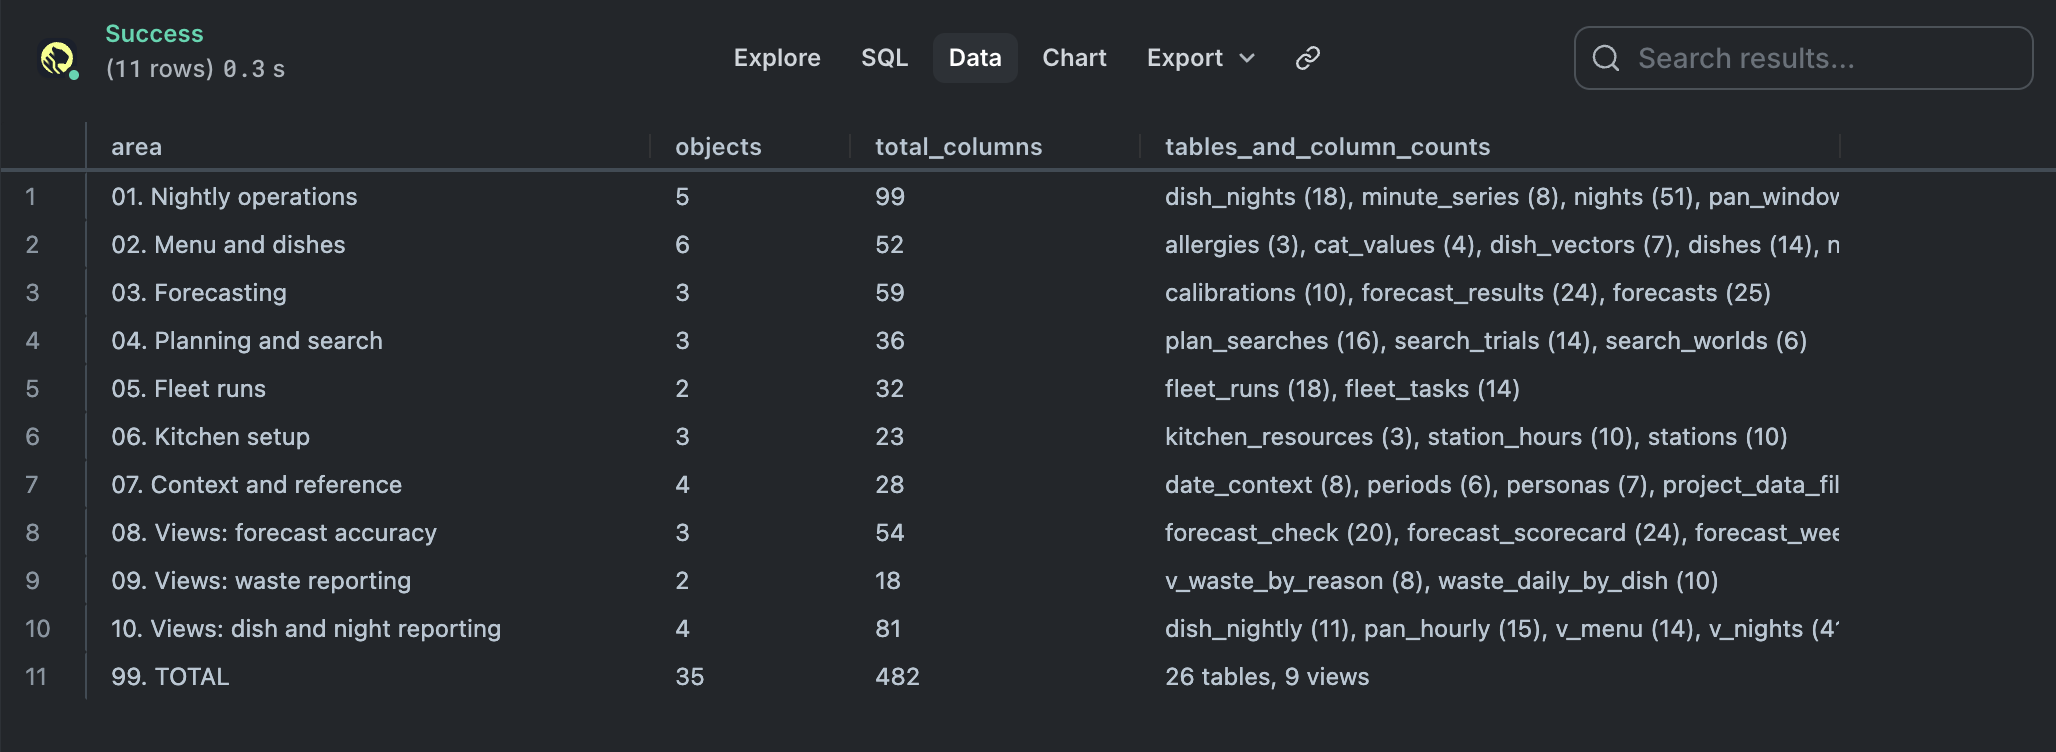 Success
(11 rows) 0.3 s
Explore SQL Data Chart Export
Search results...
area objects total_columns tables_and_column_counts
1 01. Nightly operations 5 99 dish_nights (18), minute_series (8), nights (51), pan_window
2 02. Menu and dishes 6 52 allergies (3), cat_values (4), dish_vectors (7), dishes (14), n
3 03. Forecasting 3 59 calibrations (10), forecast_results (24), forecasts (25)
4 04. Planning and search 3 36 plan_searches (16), search_trials (14), search_worlds (6)
5 05. Fleet runs 2 32 fleet_runs (18), fleet_tasks (14)
6 06. Kitchen setup 3 23 kitchen_resources (3), station_hours (10), stations (10)
7 07. Context and reference 4 28 date_context (8), periods (6), personas (7), project_data_fil
8 08. Views: forecast accuracy 3 54 forecast_check (20), forecast_scorecard (24), forecast_wee
9 09. Views: waste reporting 2 18 v_waste_by_reason (8), waste_daily_by_dish (10)
10 10. Views: dish and night reporting 4 81 dish_nightly (11), pan_hourly (15), v_menu (14), v_nights (4
11 99. TOTAL 35 482 26 tables, 9 views